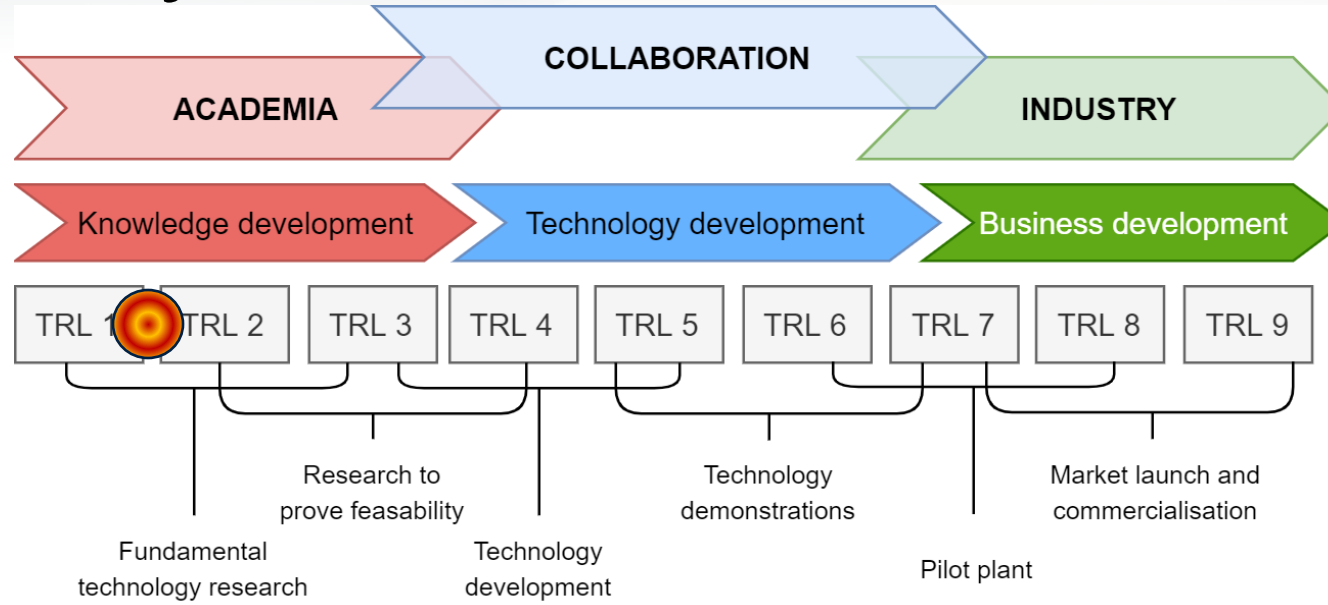 COLLABORATION
ACADEMIA
INDUSTRY
Knowledge development
Technology development
Business development
TRL 1
TRL 2
TRL 3
TRL 4
TRL 5
TRL 6
TRL 7
TRL 8
TRL 9
Research to
prove feasability
Technology
demonstrations
Market launch and
commercialisation
Fundamental
technology research
Technology
development
Pilot plant